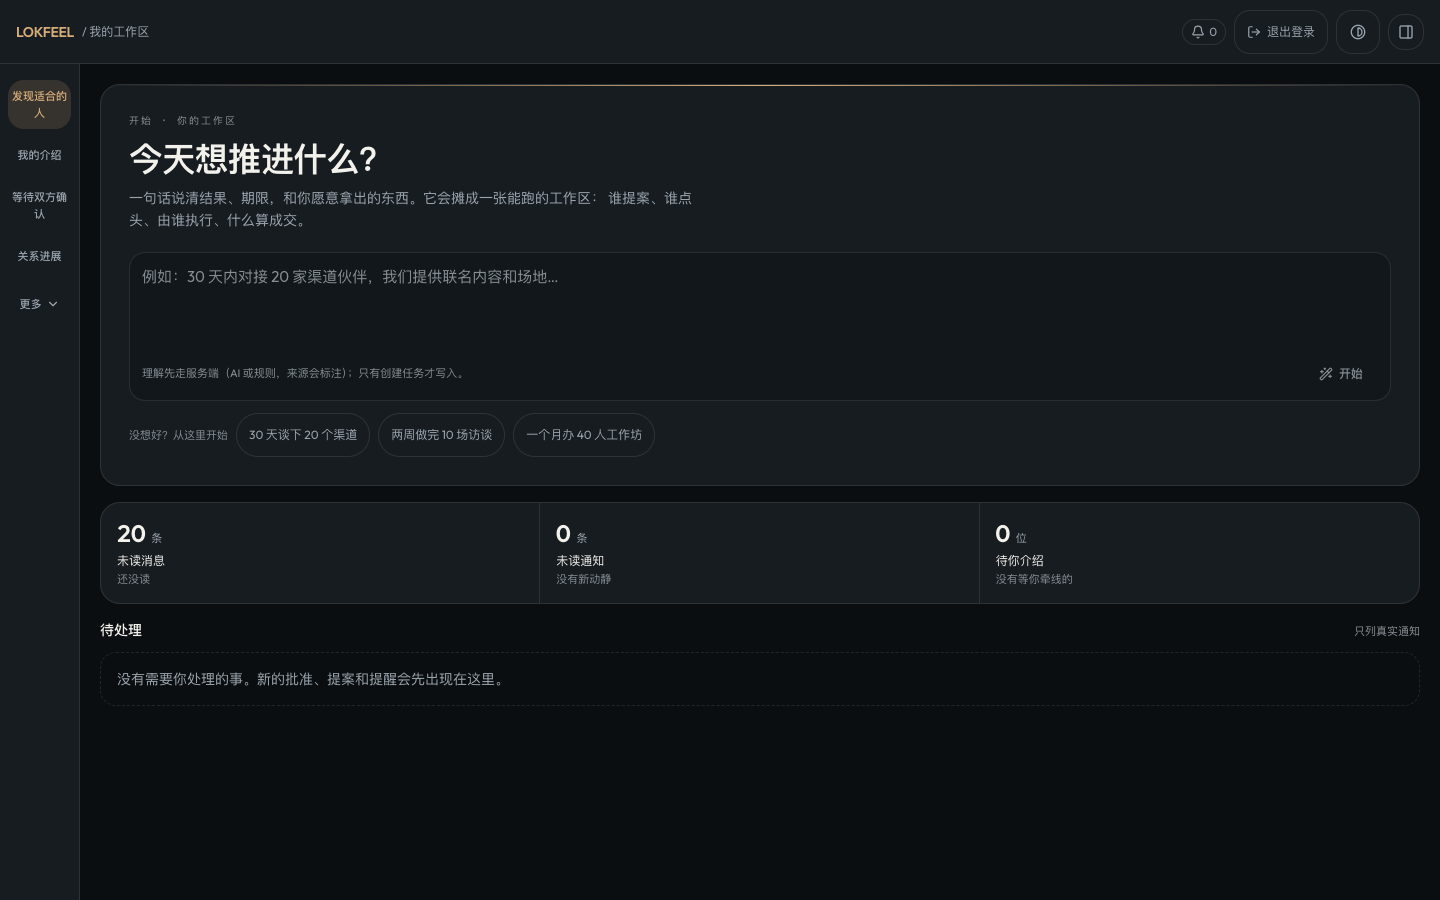 LOKFEEL / 我的工作区
0
退出登录
发现适合的
人
我的介绍
等待双方确
认
关系进展
更多
开始 · 你的工作区
今天想推进什么?
一句话说清结果、期限，和你愿意拿出的东西。它会摊成一张能跑的工作区： 谁提案、谁点
头、由谁执行、什么算成交。
例如：30 天内对接 20 家渠道伙伴，我们提供联名内容和场地...
理解先走服务端（AI 或规则，来源会标注）；只有创建任务才写入。
开始
没想好？从这里开始
30 天谈下 20 个渠道
两周做完 10 场访谈
一个月办 40 人工作坊
20 条
未读消息
还没读
0 条
未读通知
没有新动静
0 位
待你介绍
没有等你牵线的
待处理
只列真实通知
没有需要你处理的事。新的批准、提案和提醒会先出现在这里。